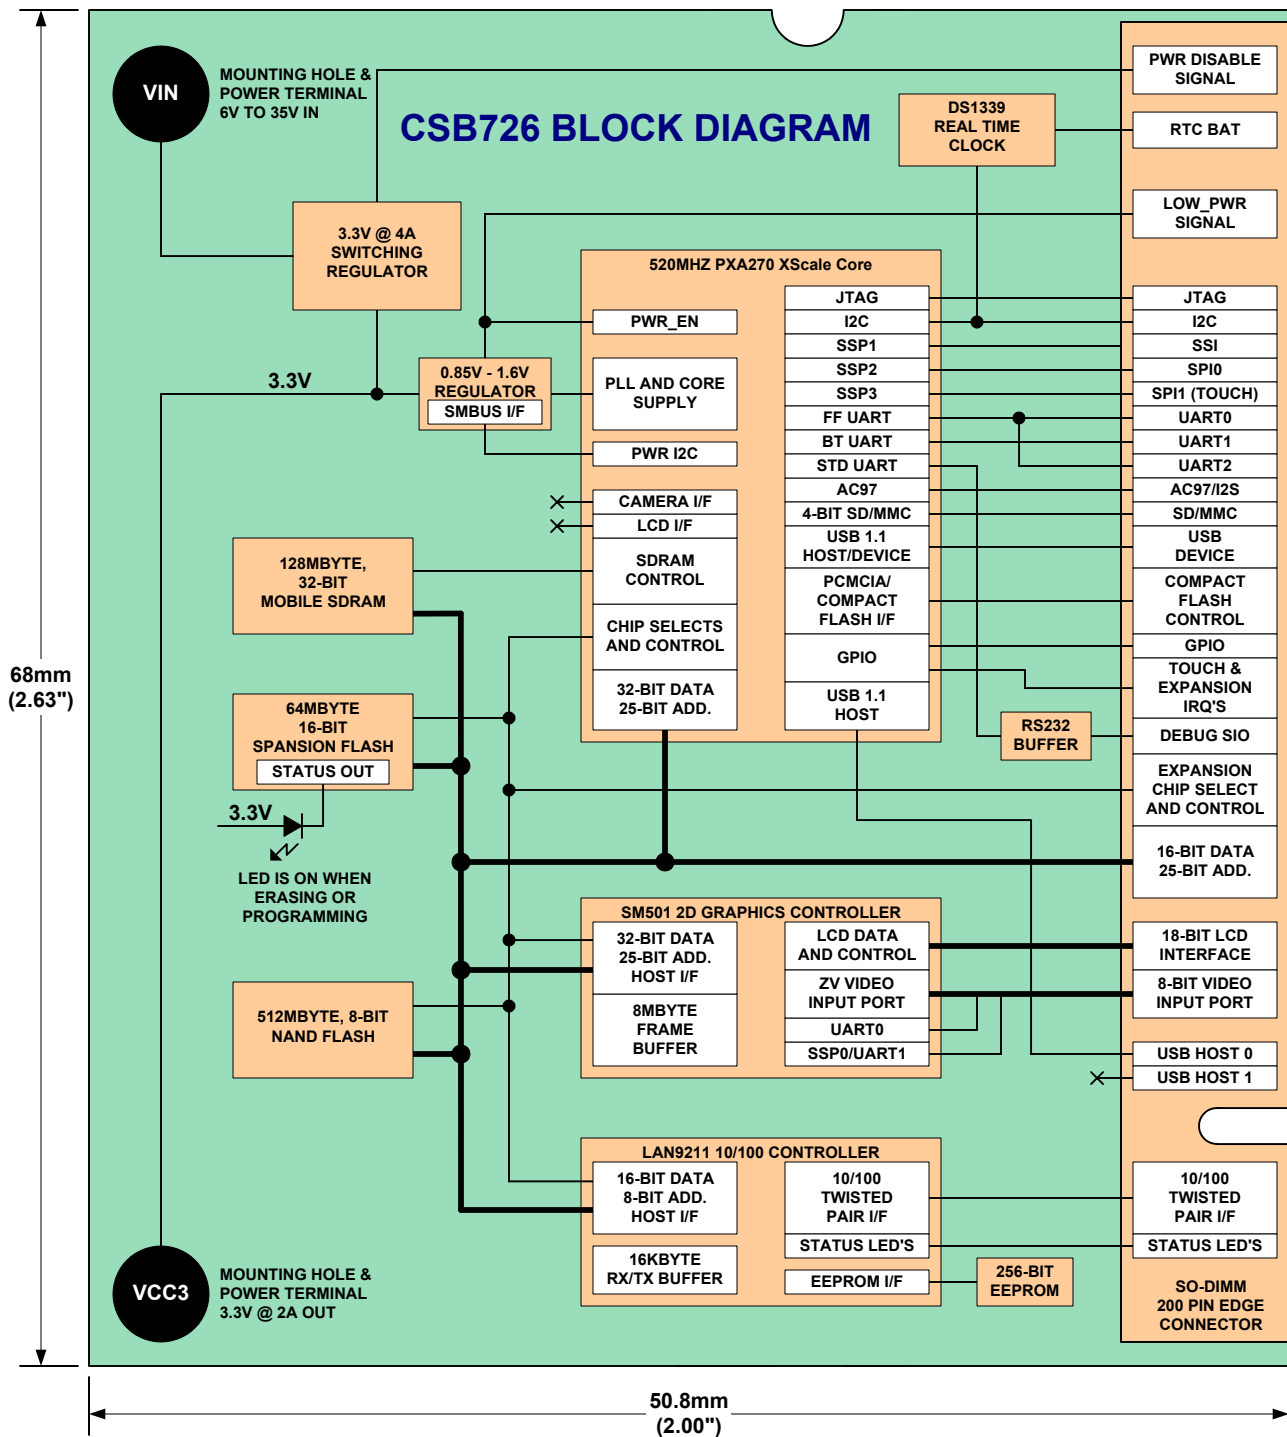 VIN
MOUNTING HOLE &
POWER TERMINAL
6V TO 35V IN
CSB726 BLOCK DIAGRAM
DS1339
REAL TIME
CLOCK
PWR DISABLE
SIGNAL
RTC BAT
LOW_PWR
SIGNAL
3.3V @ 4A
SWITCHING
REGULATOR
3.3V
0.85V - 1.6V
REGULATOR
SMBUS I/F
520MHZ PXA270 XScale Core
PWR_EN
PLL AND CORE
SUPPLY
PWR I2C
CAMERA I/F
LCD I/F
SDRAM
CONTROL
CHIP SELECTS
AND CONTROL
32-BIT DATA
25-BIT ADD.
JTAG
I2C
SSP1
SSP2
SSP3
FF UART
BT UART
STD UART
AC97
4-BIT SD/MMC
USB 1.1
HOST/DEVICE
PCMCIA/
COMPACT
FLASH I/F
GPIO
USB 1.1
HOST
JTAG
I2C
SSI
SPI0
SPI1 (TOUCH)
UART0
UART1
UART2
AC97/I2S
SD/MMC
USB
DEVICE
COMPACT
FLASH
CONTROL
GPIO
TOUCH &
EXPANSION
IRQ'S
DEBUG SIO
EXPANSION
CHIP SELECT
AND CONTROL
16-BIT DATA
25-BIT ADD.
RS232
BUFFER
128MBYTE,
32-BIT
MOBILE SDRAM
64MBYTE
16-BIT
SPANSION FLASH
STATUS OUT
3.3V
LED IS ON WHEN
ERASING OR
PROGRAMMING
512MBYTE, 8-BIT
NAND FLASH
68mm
(2.63")
SM501 2D GRAPHICS CONTROLLER
32-BIT DATA
25-BIT ADD.
HOST I/F
8MBYTE
FRAME
BUFFER
LCD DATA
AND CONTROL
ZV VIDEO
INPUT PORT
UART0
SSP0/UART1
18-BIT LCD
INTERFACE
8-BIT VIDEO
INPUT PORT
USB HOST 0
USB HOST 1
LAN9211 10/100 CONTROLLER
16-BIT DATA
8-BIT ADD.
HOST I/F
16KBYTE
RX/TX BUFFER
10/100
TWISTED
PAIR I/F
STATUS LED'S
EEPROM I/F
256-BIT
EEPROM
10/100
TWISTED
PAIR I/F
STATUS LED'S
SO-DIMM
200 PIN EDGE
CONNECTOR
VCC3
MOUNTING HOLE &
POWER TERMINAL
3.3V @ 2A OUT
50.8mm
(2.00")